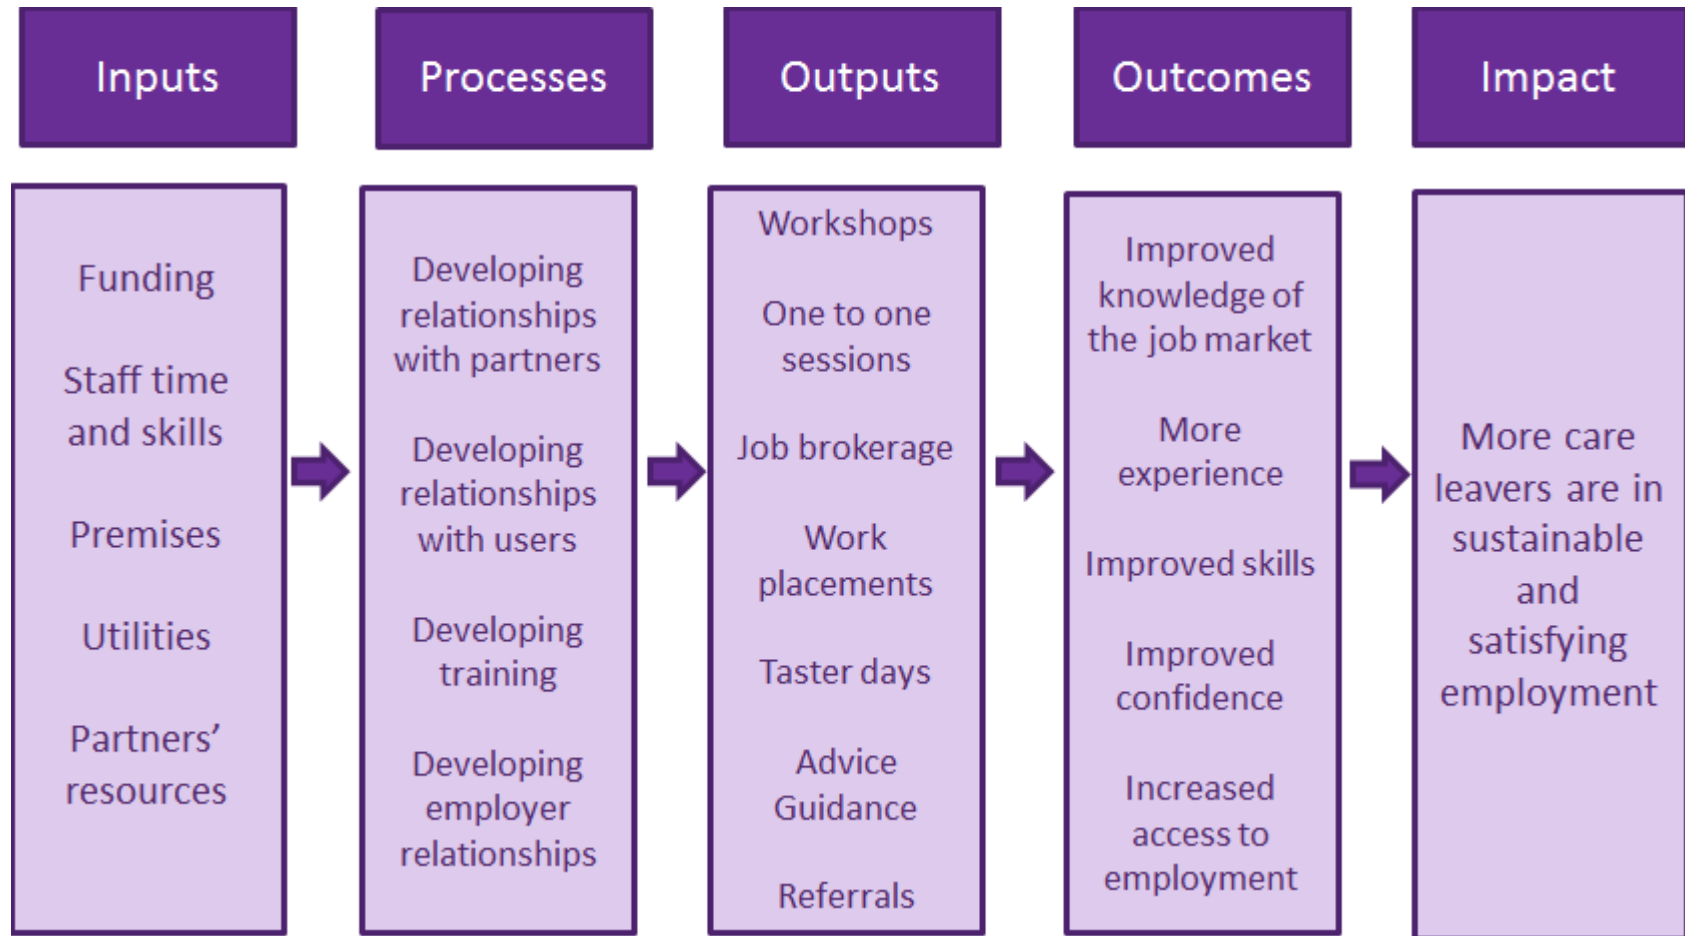 Inputs
Processes
Outputs
Outcomes
Impact
Funding
Staff time
and skills
Premises
Utilities
Partners’
resources
Developing
relationships
with partners
Developing
relationships
with users
Developing
training
Developing
employer
relationships
Workshops
One to one
sessions
Job brokerage
Work
placements
Taster days
Advice
Guidance
Referrals
Improved
knowledge of
the job market
More
experience
Improved skills
Improved
confidence
Increased
access to
employment
More care
leavers are in
sustainable
and
satisfying
employment